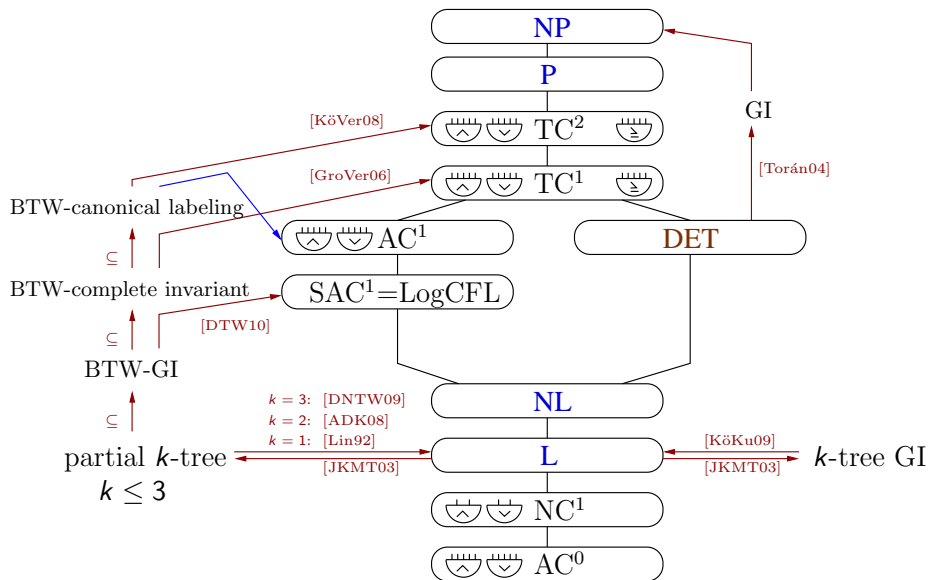 NP
P
GI
[KöVer08]
TC²
[Torán04]
[GroVer06]
TC¹
BTW-canonical labeling
AC¹
DET
⊆
BTW-complete invariant
SAC¹=LogCFL
[DTW10]
⊆
BTW-GI
k = 3: [DNTW09]
NL
⊆
k = 2: [ADK08]
k = 1: [Lin92]
[KöKu09]
partial k-tree
L
k-tree GI
[JKMT03]
[JKMT03]
k ≤ 3
NC¹
AC⁰